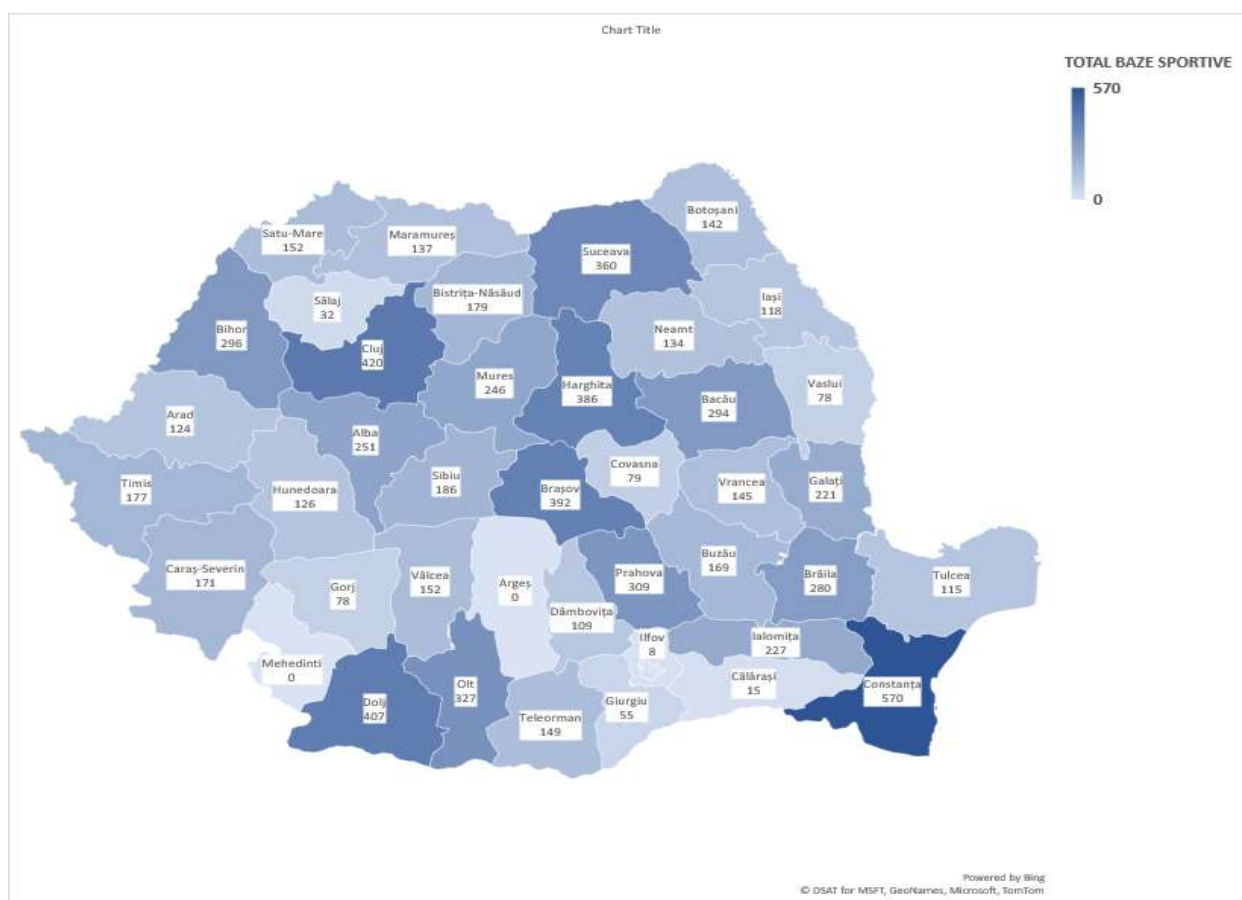 Chart Title
TOTAL BAZE SPORTIVE
570
0
Botoșani
142
Satu-Mare
152
Maramureș
137
Suceava
360
Iași
118
Bistrița-Năsăud
179
Sălaj
32
Bihor
296
Neamt
134
Cluj
420
Mures
246
Harghita
386
Vaslui
78
Bacău
294
Arad
124
Alba
251
Covasna
79
Sibiu
186
Timis
177
Hunedoara
126
Brașov
392
Vrancea
145
Galați
221
Buzău
169
Caraș-Severin
171
Gorj
78
Vâlcea
152
Argeș
0
Prahova
309
Brăila
280
Tulcea
115
Dâmbovița
109
Ilfov
8
Ialomița
227
Mehedinti
0
Călărași
15
Constanța
570
Olt
327
Dolj
407
Giurgiu
55
Teleorman
149
Powered by Bing
© DSAT for MSFT, GeoNames, Microsoft, TomTom